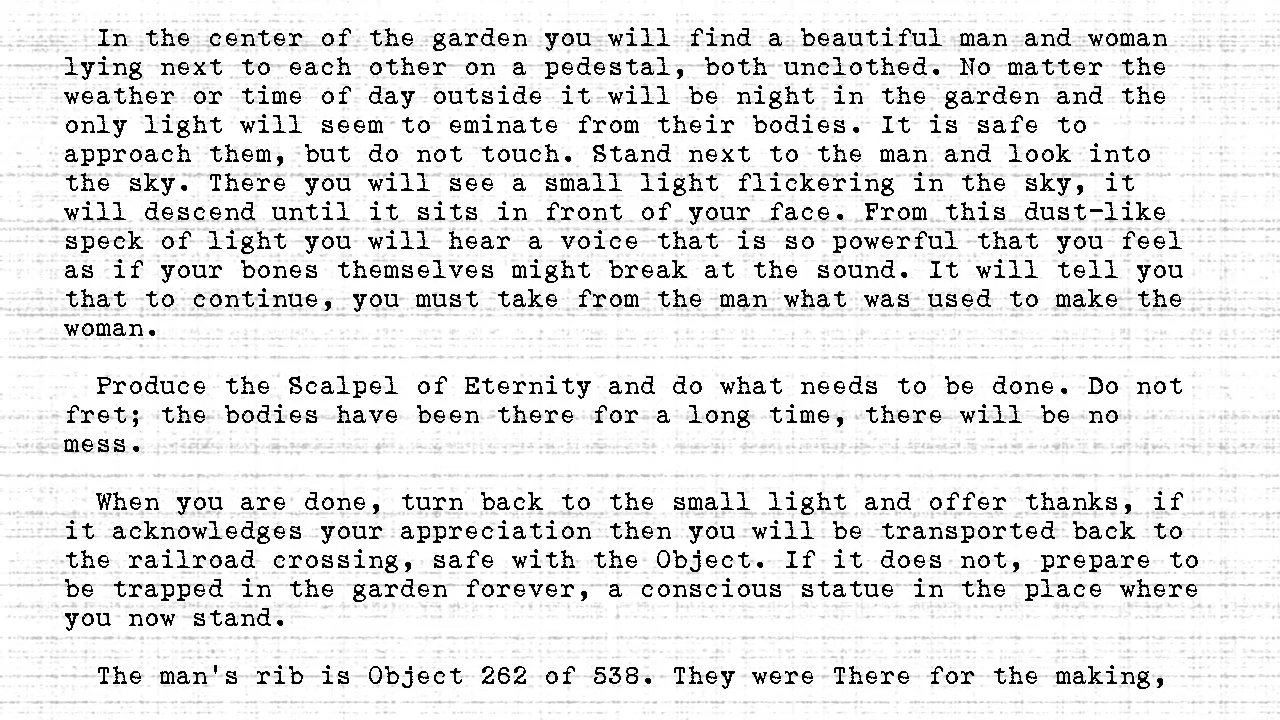 In the center of the garden you will find a beautiful man and woman
lying next to each other on a pedestal, both unclothed. No matter the
weather or time of day outside it will be night in the garden and the
only light will seem to eminate from their bodies. It is safe to
approach them, but do not touch. Stand next to the man and look into
the sky. There you will see a small light flickering in the sky, it
will descend until it sits in front of your face. From this dust-like
speck of light you will hear a voice that is so powerful that you feel
as if your bones themselves might break at the sound. It will tell you
that to continue, you must take from the man what was used to make the
woman.
Produce the Scalpel of Eternity and do what needs to be done. Do not
fret; the bodies have been there for a long time, there will be no
mess.
When you are done, turn back to the small light and offer thanks, if
it acknowledges your appreciation then you will be transported back to
the railroad crossing, safe with the Object. If it does not, prepare to
be trapped in the garden forever, a conscious statue in the place where
you now stand.
The man's rib is Object 262 of 538. They were There for the making,